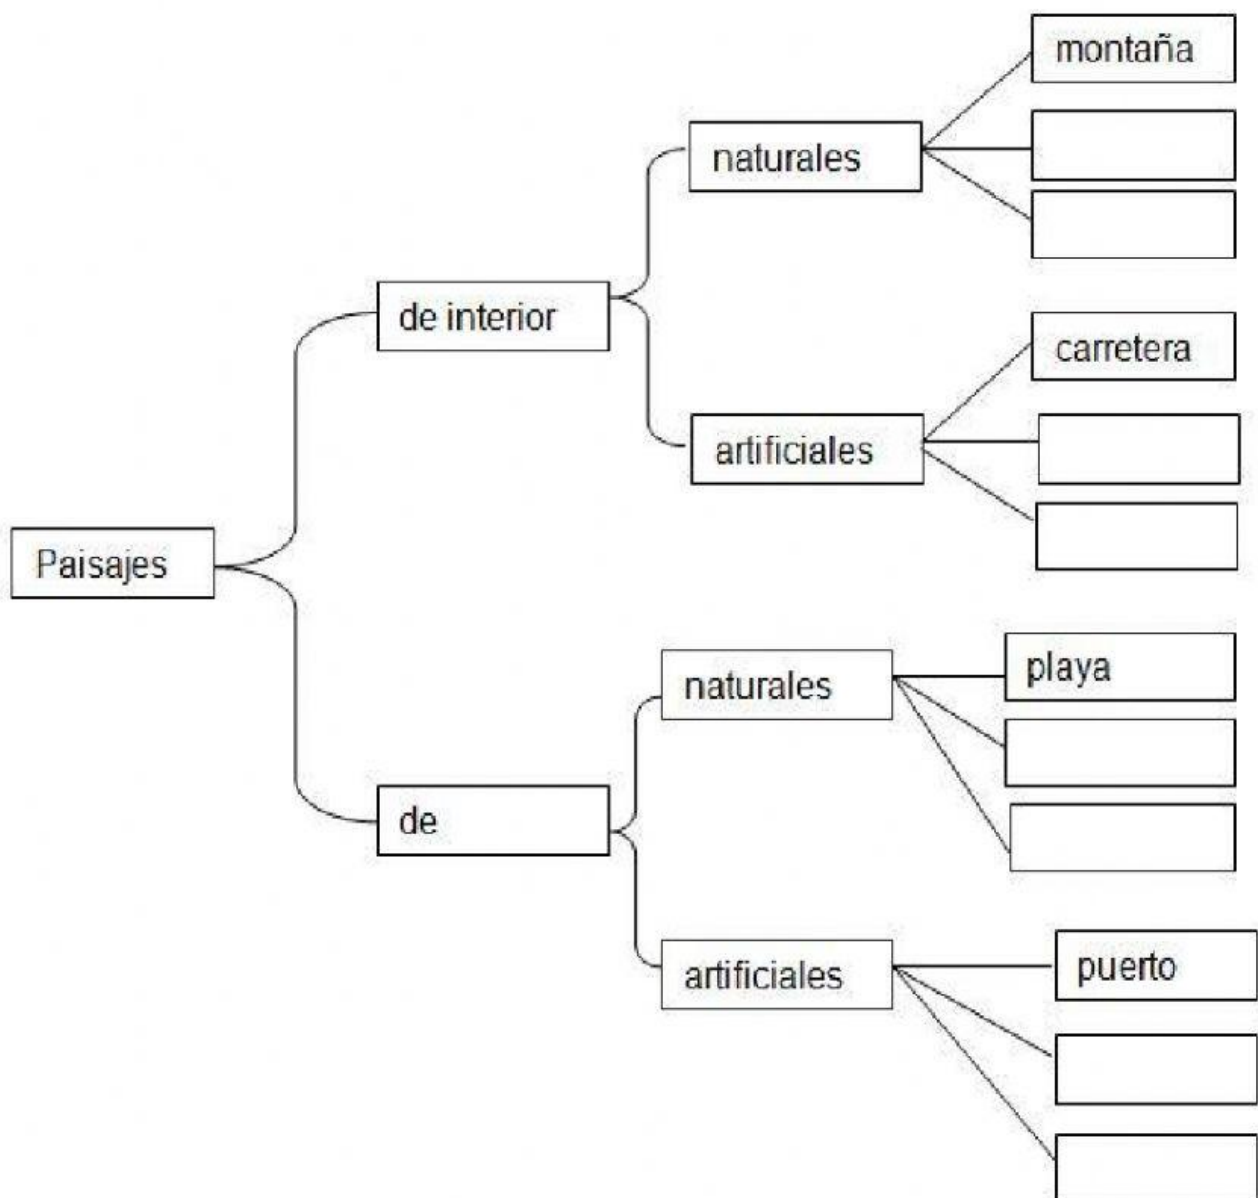 montaña
naturales
de interior
carretera
artificiales
Paisajes
playa
naturales
de
puerto
artificiales